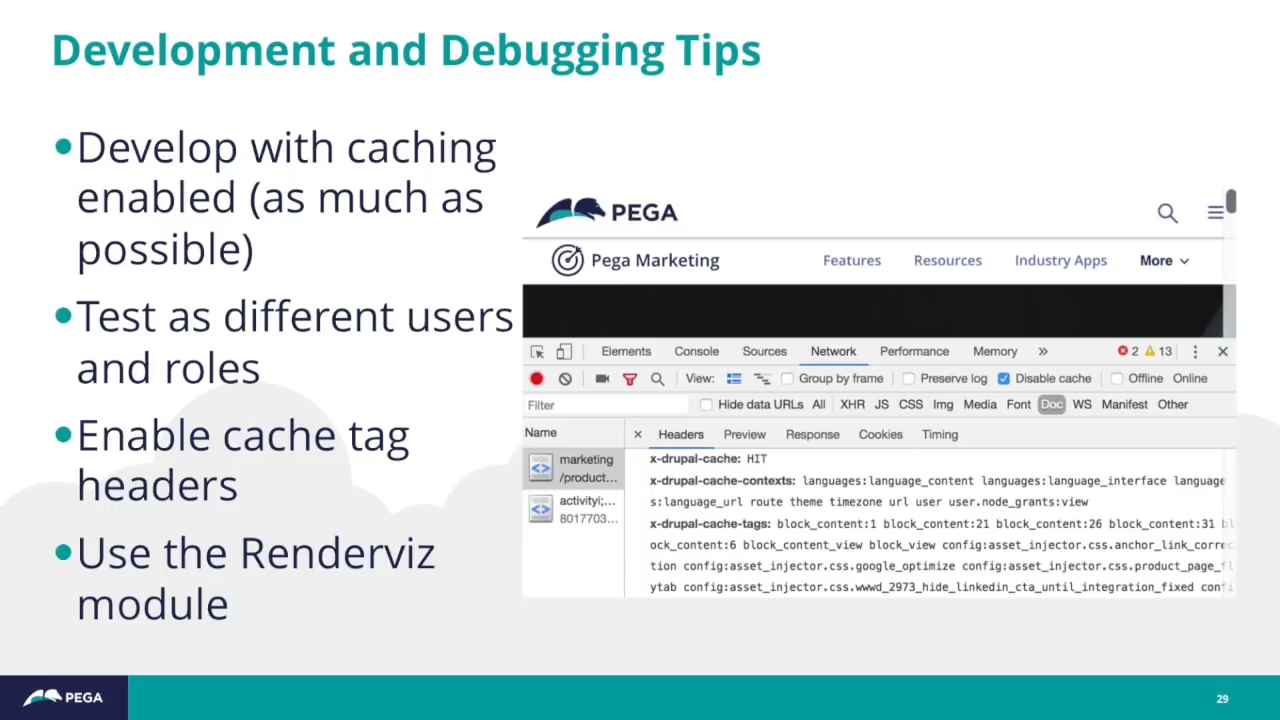 Development and Debugging Tips
•Develop with caching
enabled (as much as
possible)
•Test as different users
and roles
•Enable cache tag
headers
•Use the Renderviz
module
PEGA
Pega Marketing Features Resources Industry Apps More
Elements Console Sources Network Performance Memory » 2 13
View: Group by frame Preserve log Disable cache Offline Online
Filter Hide data URLs All XHR JS CSS Img Media Font Doc WS Manifest Other
Name × Headers Preview Response Cookies Timing
marketing
/product...
activityi;...
8017703...
x-drupal-cache: HIT
x-drupal-cache-contexts: languages:language_content languages:language_interface language
s:language_url route theme timezone url user user.node_grants:view
x-drupal-cache-tags: block_content:1 block_content:21 block_content:26 block_content:31 bl
ock_content:6 block_content_view block_view config:asset_injector.css.anchor_link_correc
tion config:asset_injector.css.google_optimize config:asset_injector.css.product_page_fl
ytab config:asset_injector.css.wwwd_2973_hide_linkedin_cta_until_integration_fixed confi
PEGA
29